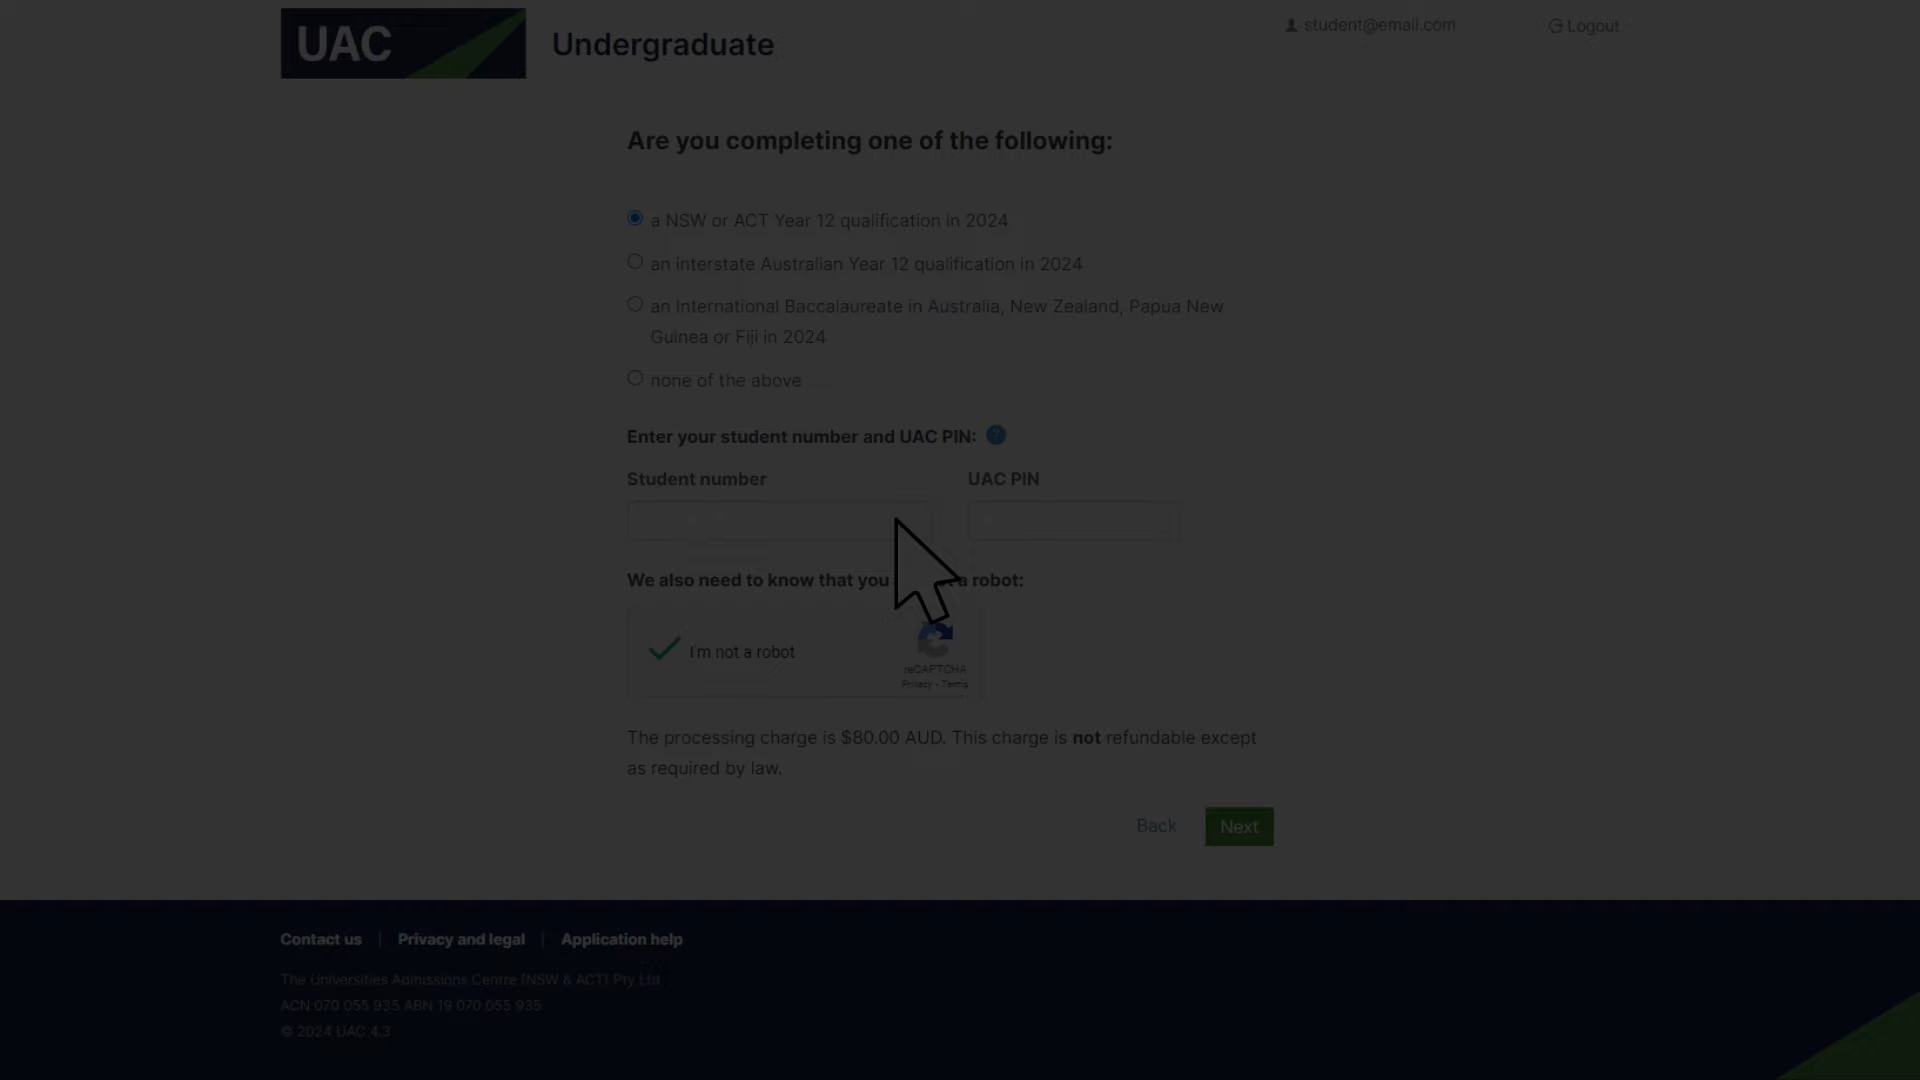 UAC
Undergraduate
student@email.com
Logout
Are you completing one of the following:
a NSW or ACT Year 12 qualification in 2024
an interstate Australian Year 12 qualification in 2024
an International Baccalaureate in Australia, New Zealand, Papua New
Guinea or Fiji in 2024
none of the above
Enter your student number and UAC PIN: ?
Student number
UAC PIN
We also need to know that you a robot:
I'm not a robot
reCAPTCHA
Privacy - Terms
The processing charge is $80.00 AUD. This charge is not refundable except
as required by law.
Back
Next
Contact us | Privacy and legal | Application help
The Universities Admissions Centre (NSW & ACT) Pty Ltd
ACN 070 055 935 ABN 19 070 055 935
© 2024 UAC 4.3